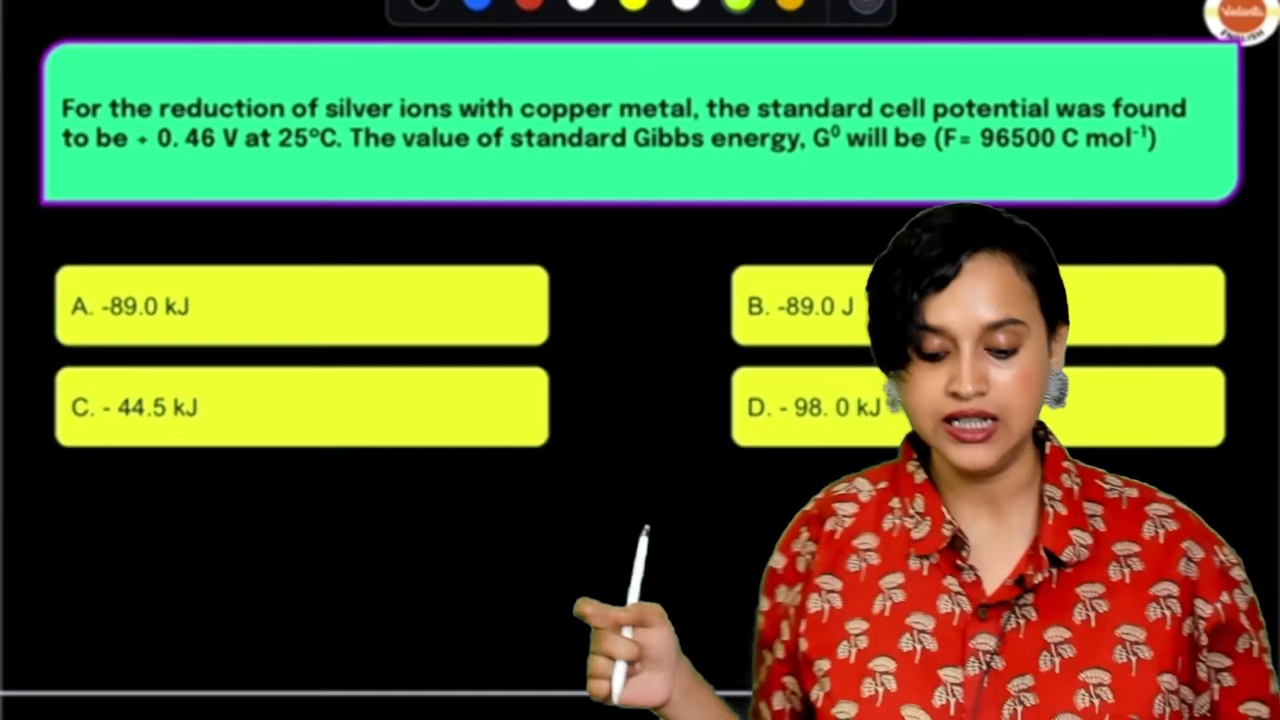 Vedantu
ENGLISH
For the reduction of silver ions with copper metal, the standard cell potential was found
to be + 0. 46 V at 25°C. The value of standard Gibbs energy, G⁰ will be (F= 96500 C mol⁻¹)
A. -89.0 kJ
B. -89.0 J
C. - 44.5 kJ
D. - 98. 0 kJ